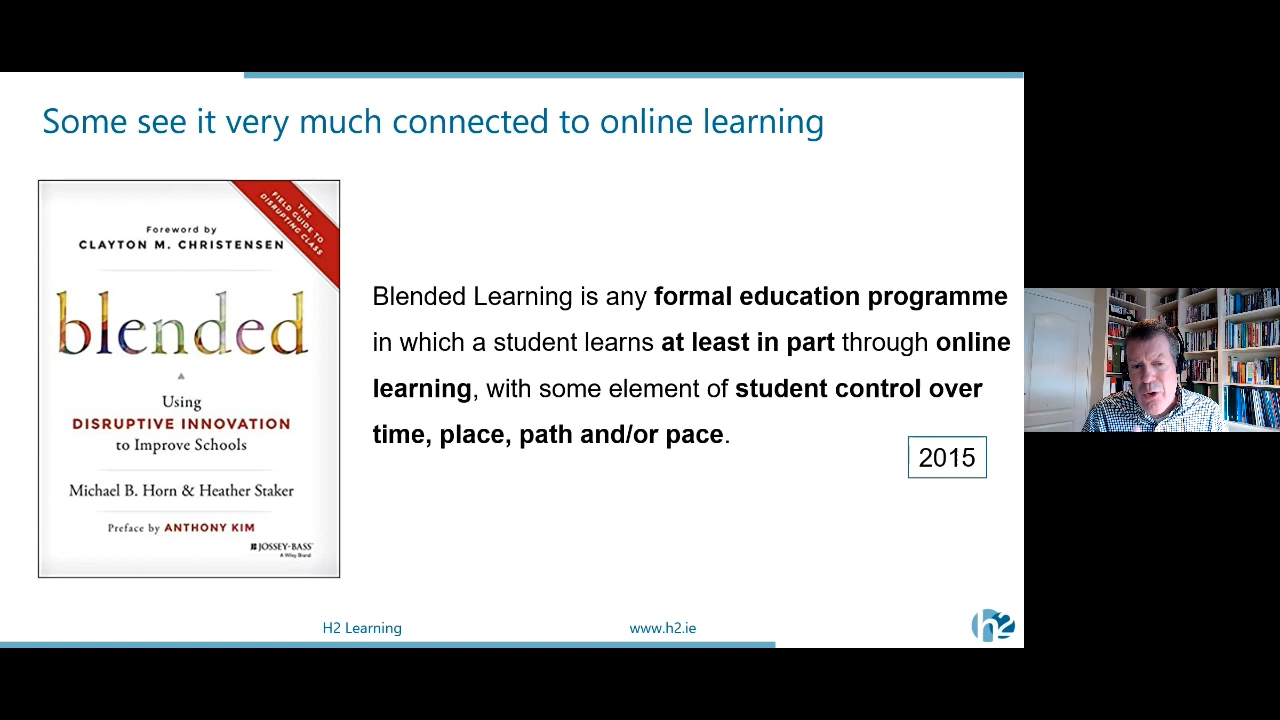 Some see it very much connected to online learning
THE
FIELD GUIDE TO
DISRUPTING CLASS
Foreword by
CLAYTON M. CHRISTENSEN
blended
Using
DISRUPTIVE INNOVATION
to Improve Schools
Michael B. Horn & Heather Staker
Preface by ANTHONY KIM
JOSSEY-BASS
A Wiley Brand
Blended Learning is any formal education programme
in which a student learns at least in part through online
learning, with some element of student control over
time, place, path and/or pace.
2015
H2 Learning
www.h2.ie
h2